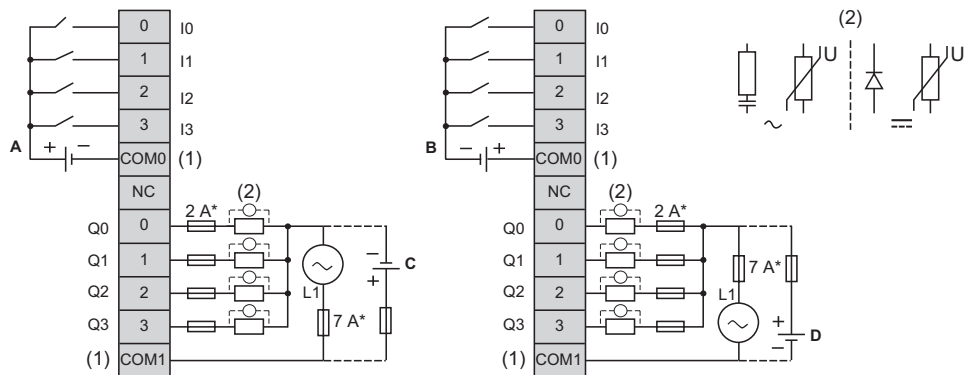 0 I0
1 I1
2 I2
3 I3
A + −
COM0 (1)
NC
(2)
Q0 0 2 A*
Q1 1
Q2 2
Q3 3
L1
7 A*
− + C
(1) COM1
0 I0
1 I1
2 I2
3 I3
B − +
COM0 (1)
NC
(2)
Q0 0 2 A*
Q1 1
Q2 2
Q3 3
7 A*
L1
+ − D
(1) COM1
(2)
U U